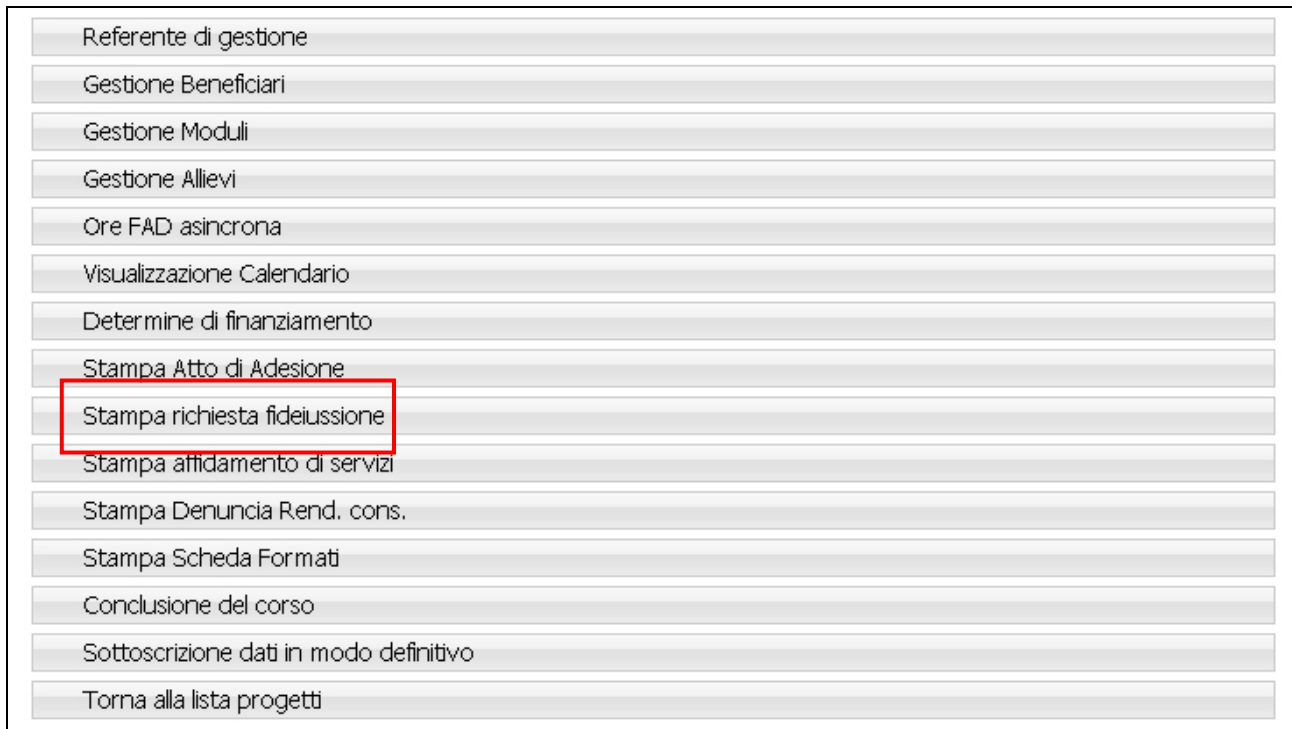 Referente di gestione
Gestione Beneficiari
Gestione Moduli
Gestione Allievi
Ore FAD asincrona
Visualizzazione Calendario
Determine di finanziamento
Stampa Atto di Adesione
Stampa richiesta fideiussione
Stampa affidamento di servizi
Stampa Denuncia Rend. cons.
Stampa Scheda Formati
Conclusione del corso
Sottoscrizione dati in modo definitivo
Torna alla lista progetti